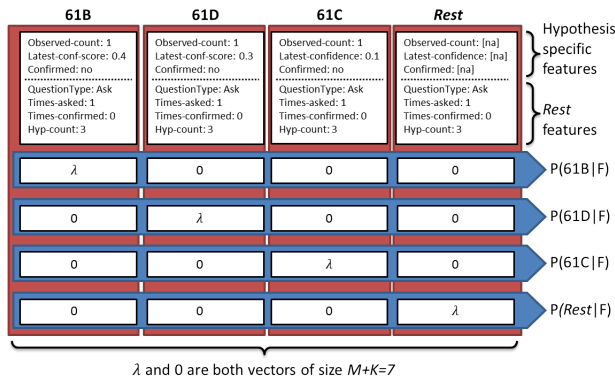 61B 61D 61C Rest
Observed-count: 1 Observed-count: 1 Observed-count: 1 Observed-count: [na]
Latest-conf-score: 0.4 Latest-conf-score: 0.3 Latest-confidence: 0.1 Latest-confidence: [na]
Confirmed: no Confirmed: no Confirmed: no Confirmed: [na]
Hypothesis
specific
features
QuestionType: Ask QuestionType: Ask QuestionType: Ask QuestionType: Ask
Times-asked: 1 Times-asked: 1 Times-asked: 1 Times-asked: 1
Times-confirmed: 0 Times-confirmed: 0 Times-confirmed: 0 Times-confirmed: 0
Hyp-count: 3 Hyp-count: 3 Hyp-count: 3 Hyp-count: 3
Rest
features
λ 0 0 0 P(61B|F)
0 λ 0 0 P(61D|F)
0 0 λ 0 P(61C|F)
0 0 0 λ P(Rest|F)
λ and 0 are both vectors of size M+K=7